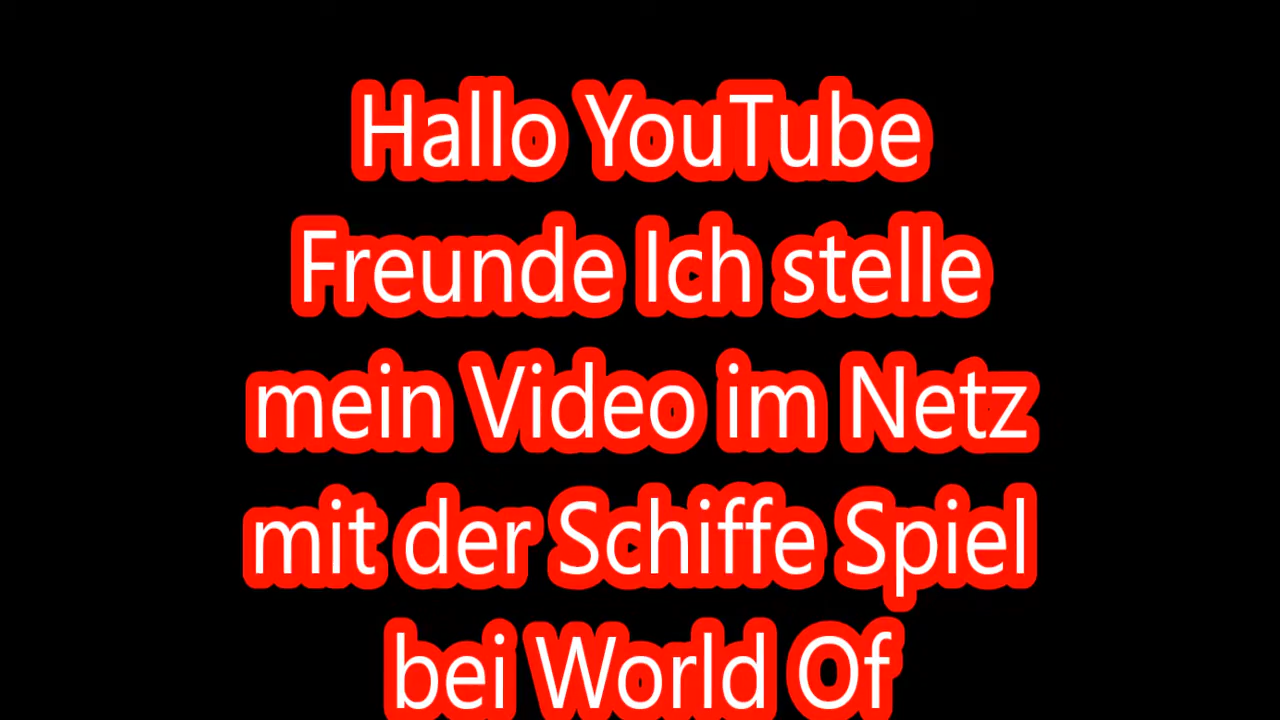 Hallo YouTube
Freunde Ich stelle
mein Video im Netz
mit der Schiffe Spiel
bei World Of